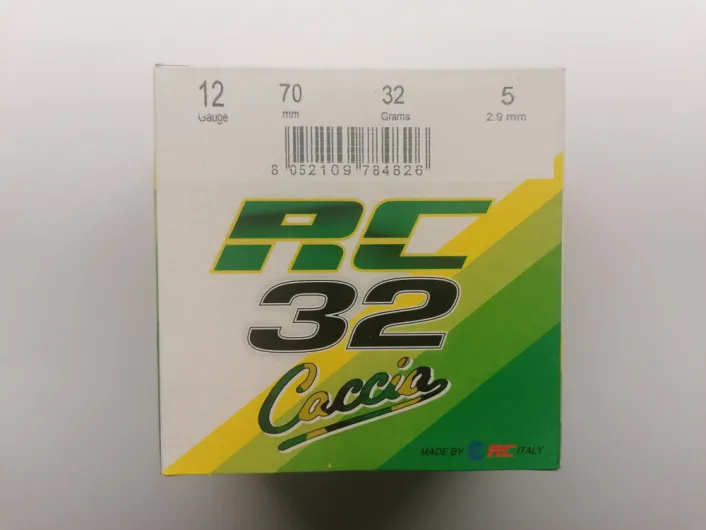 12 70 32 5
Gauge mm Grams 2.9 mm
8 052109 784826
RC
32
Caccia
MADE BY RC ITALY